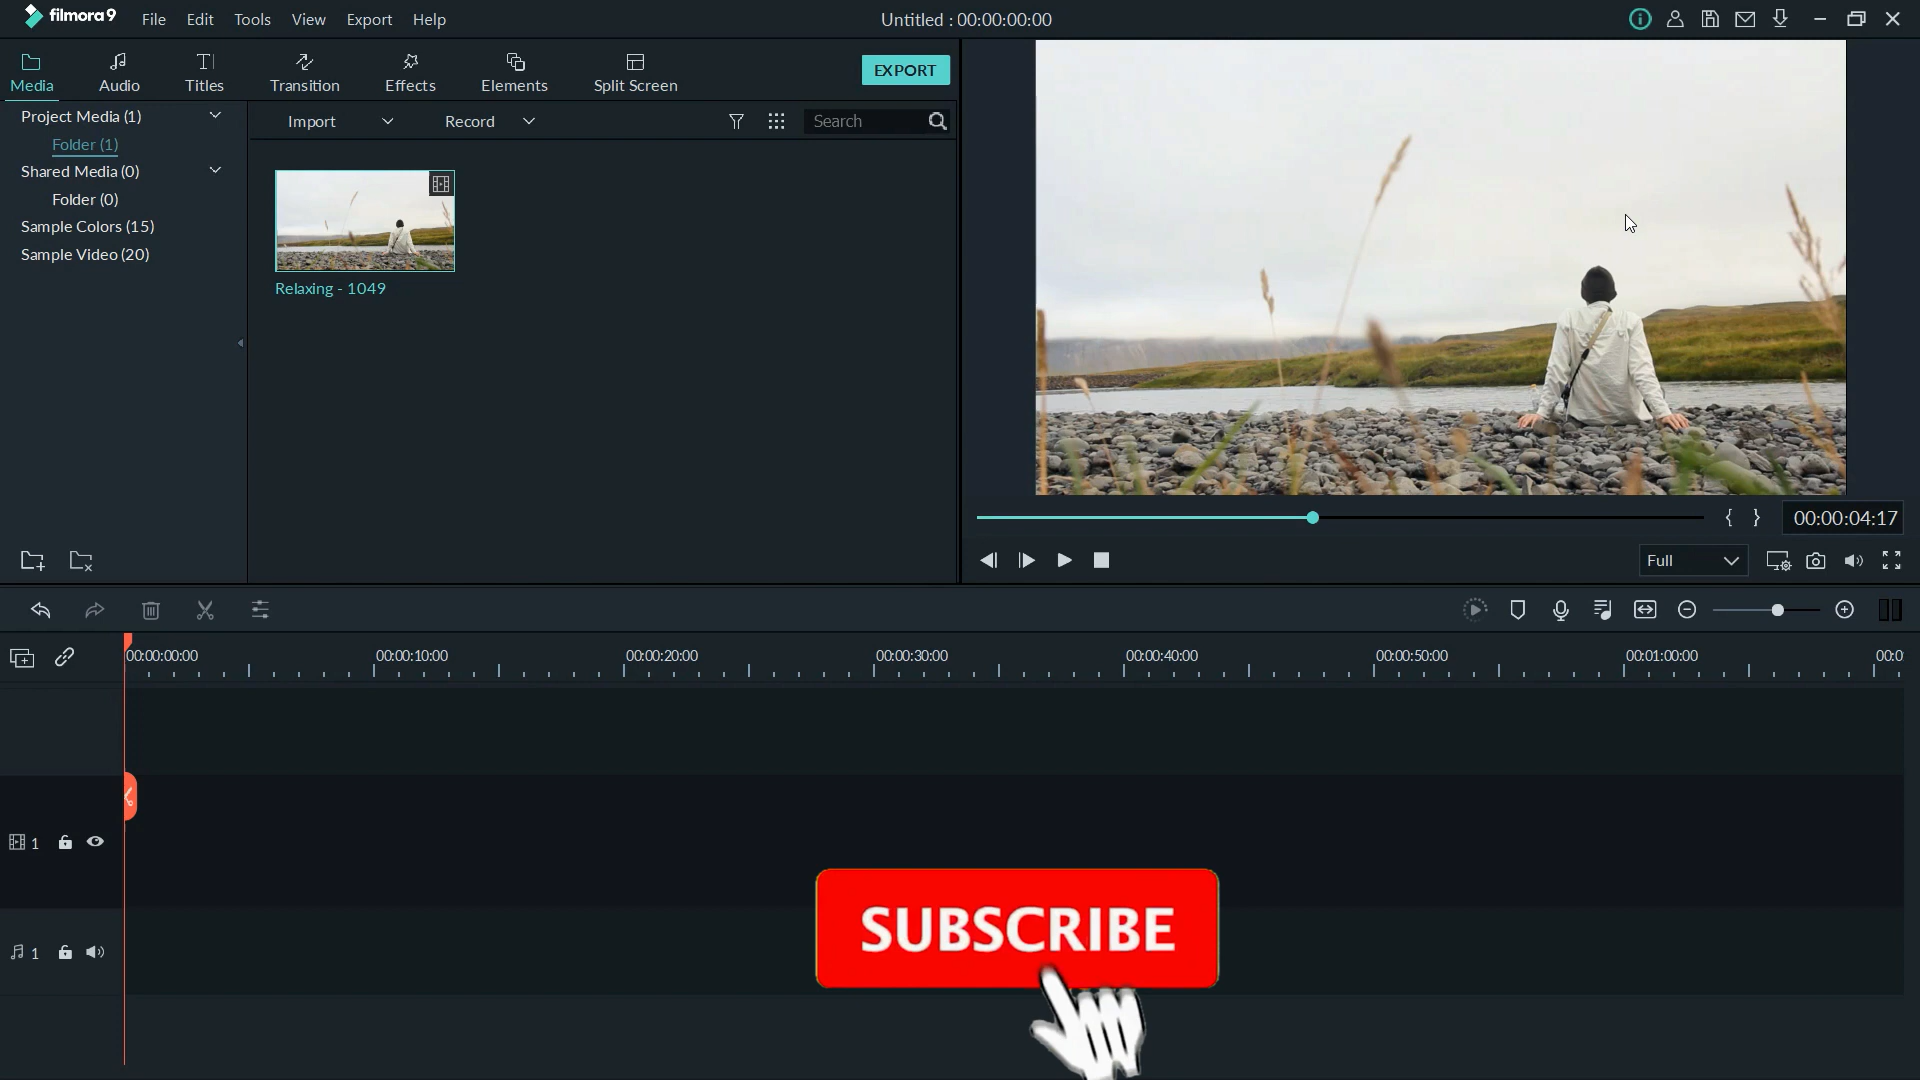 filmora9 File Edit Tools View Export Help Untitled : 00:00:00:00
Media Audio Titles Transition Effects Elements Split Screen EXPORT
Project Media (1)
Folder (1)
Shared Media (0)
Folder (0)
Sample Colors (15)
Sample Video (20)
Import Record Search
Relaxing - 1049
00:00:04:17
Full
00:00:00:00 00:00:10:00 00:00:20:00 00:00:30:00 00:00:40:00 00:00:50:00 00:01:00:00 00:0
1
1
SUBSCRIBE